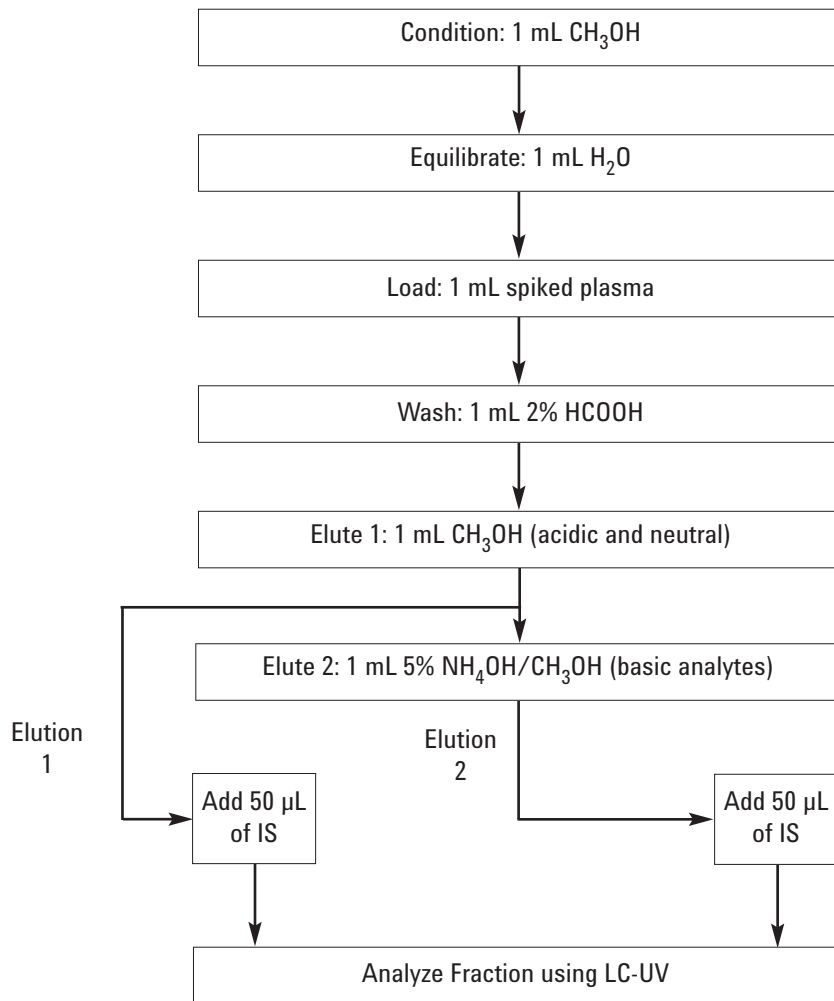 Condition: 1 mL CH₃OH
Equilibrate: 1 mL H₂O
Load: 1 mL spiked plasma
Wash: 1 mL 2% HCOOH
Elute 1: 1 mL CH₃OH (acidic and neutral)
Elute 2: 1 mL 5% NH₄OH/CH₃OH (basic analytes)
Elution
1
Elution
2
Add 50 µL
of IS
Add 50 µL
of IS
Analyze Fraction using LC-UV